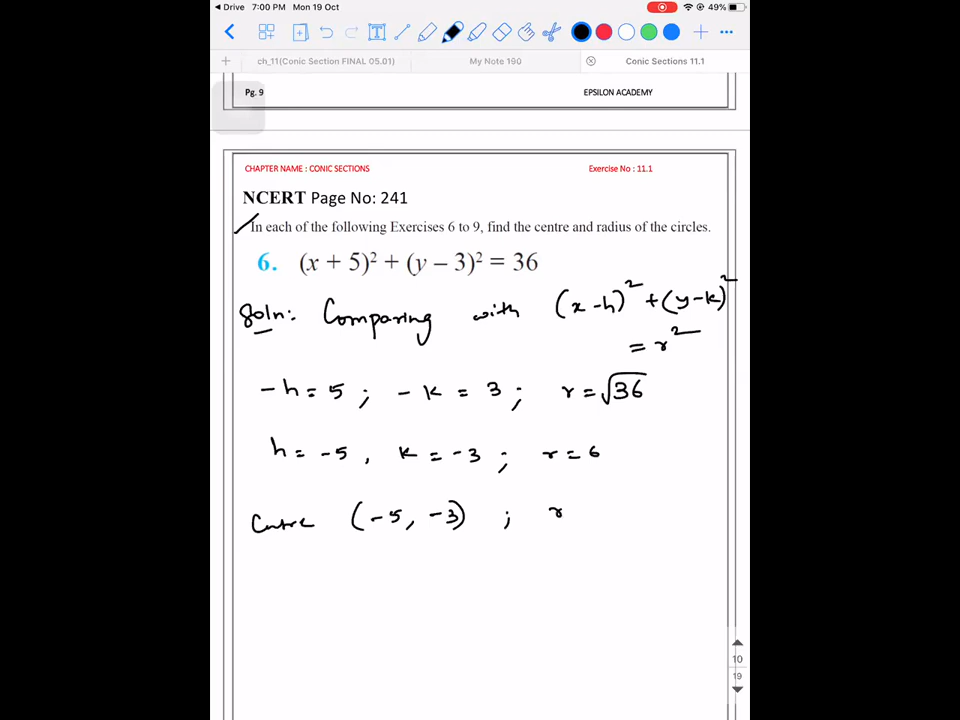 Drive 7:00 PM Mon 19 Oct 49%
ch_11(Conic Section FINAL 05.01) My Note 190 Conic Sections 11.1
Pg. 9 EPSILON ACADEMY
CHAPTER NAME : CONIC SECTIONS Exercise No : 11.1
NCERT Page No: 241
In each of the following Exercises 6 to 9, find the centre and radius of the circles.
6. (x + 5)² + (y – 3)² = 36
Soln: Comparing with (x-h)² + (y-k)²
= r²
-h = 5 ; -k = 3 ; r = √36
h = -5 , k = -3 ; r = 6
Centre (-5, -3) ; r
10
19